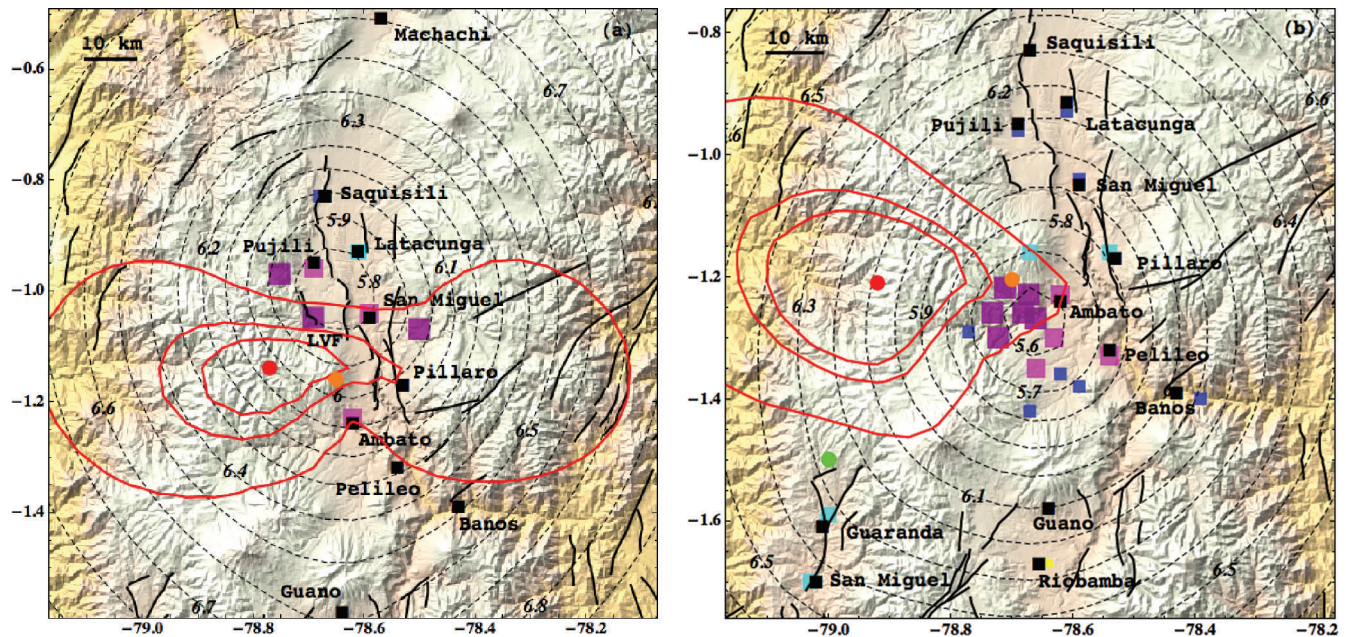 (a)
10 km
Machachi
6.7
6.3
Saquisili
5.9
6.2
Pujili
Latacunga
5.8
6.1
San Miguel
LVF
Pillaro
6
6.6
Ambato
6.5
6.4
Pelileo
Banos
Guano
6.7
6.8
−0.6
−0.8
−1.0
−1.2
−1.4
−79.0
−78.8
−78.6
−78.4
−78.2
(b)
10 km
Saquisili
6.5
6.2
6.6
6.6
Pujili
Latacunga
San Miguel
5.8
6.4
Pillaro
6.3
5.9
Ambato
5.6
Pelileo
5.7
Banos
6.1
Guano
Guaranda
6.5
San Miguel
Riobamba
6.5
−0.8
−1.0
−1.2
−1.4
−1.6
−79.0
−78.8
−78.6
−78.4
−78.2